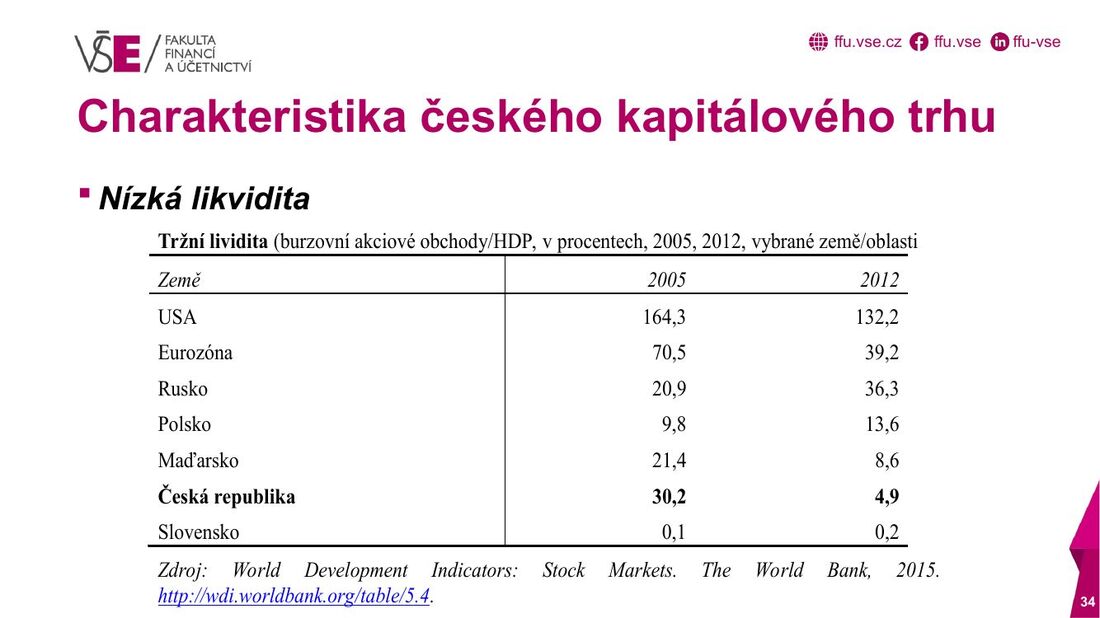 VŠE / FAKULTA
FINANCÍ
A ÚČETNICTVÍ
ffu.vse.cz ffu.vse ffu-vse
Charakteristika českého kapitálového trhu
Nízká likvidita
Tržní lividita (burzovní akciové obchody/HDP, v procentech, 2005, 2012, vybrané země/oblasti
Země 2005 2012
USA 164,3 132,2
Eurozóna 70,5 39,2
Rusko 20,9 36,3
Polsko 9,8 13,6
Maďarsko 21,4 8,6
Česká republika 30,2 4,9
Slovensko 0,1 0,2
Zdroj: World Development Indicators: Stock Markets. The World Bank, 2015.
http://wdi.worldbank.org/table/5.4.
34